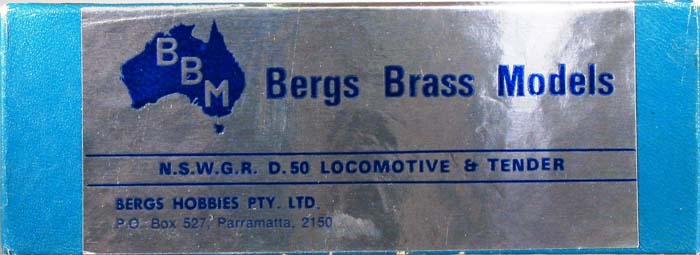 BBM
Bergs Brass Models
N.S.W.G.R. D.50 LOCOMOTIVE & TENDER
BERGS HOBBIES PTY. LTD.
P.O. Box 527, Parramatta, 2150